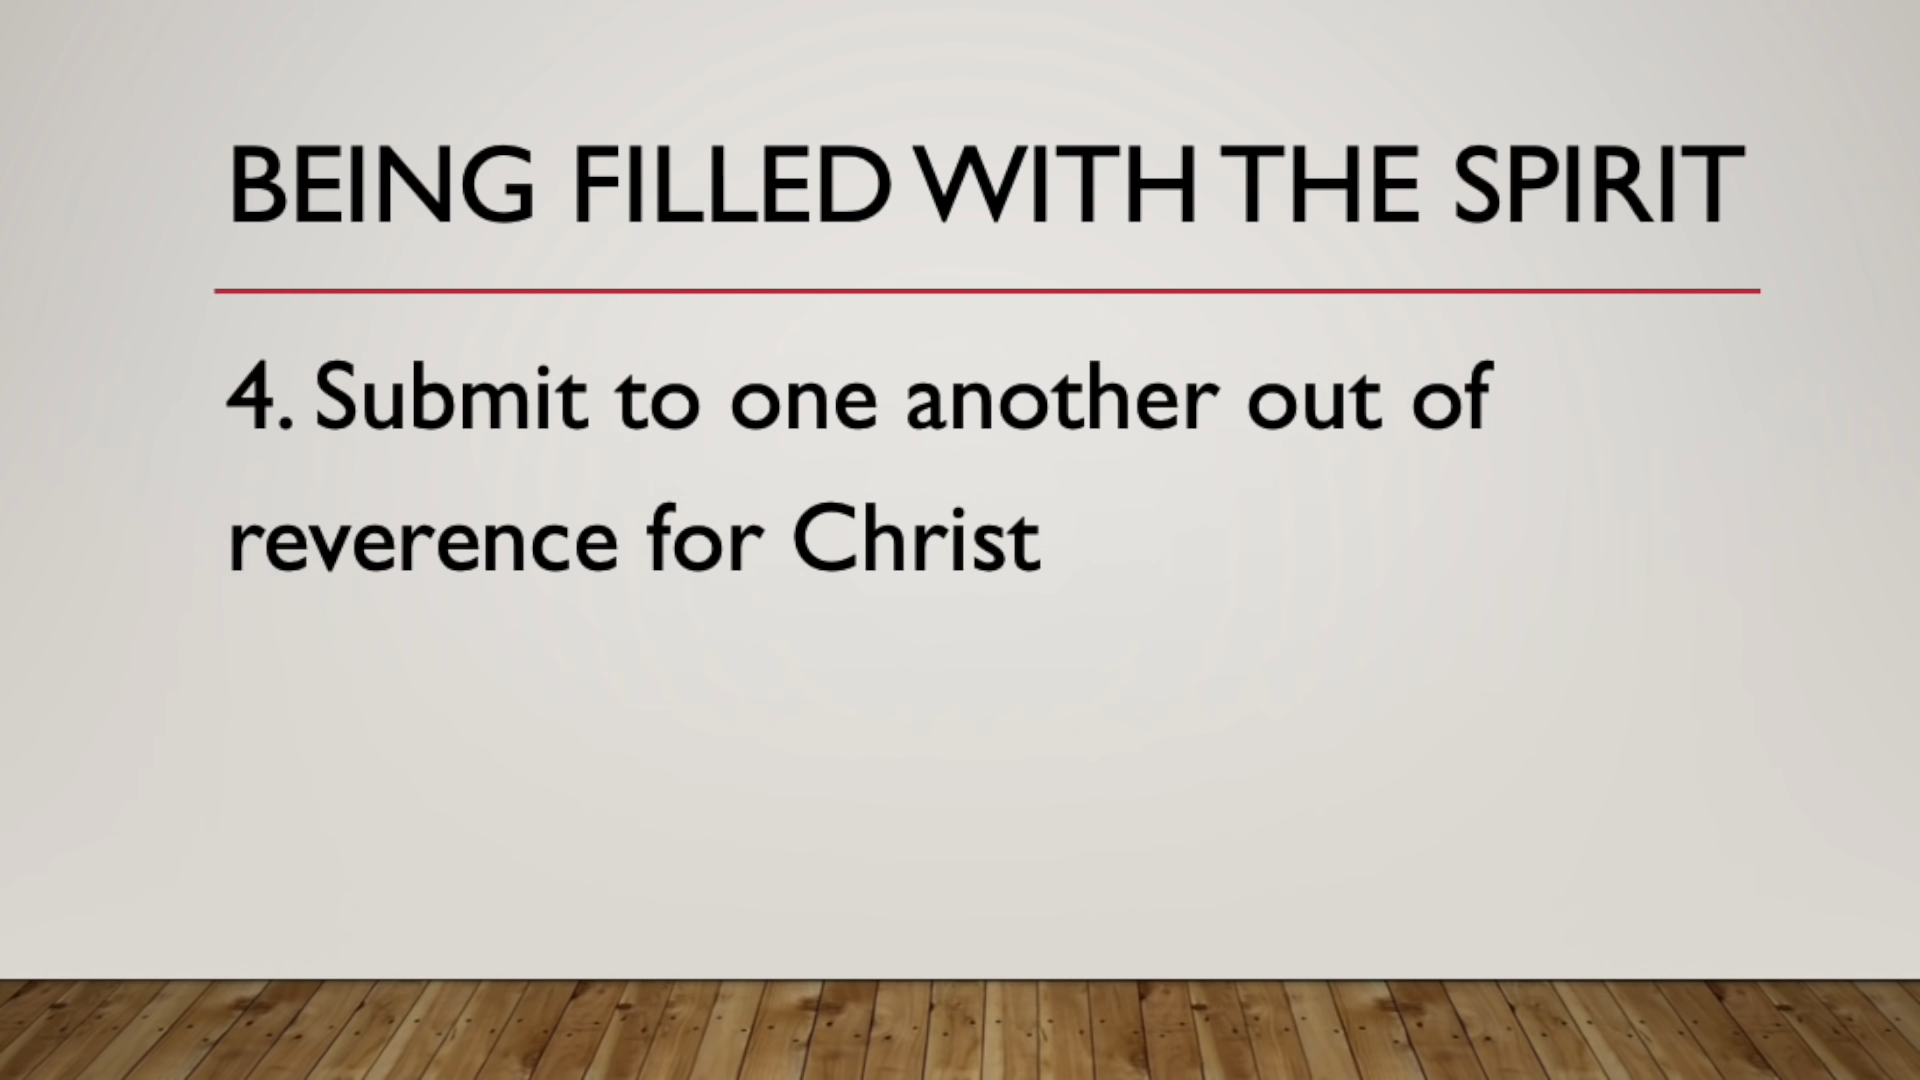 BEING FILLED WITH THE SPIRIT
4. Submit to one another out of
reverence for Christ